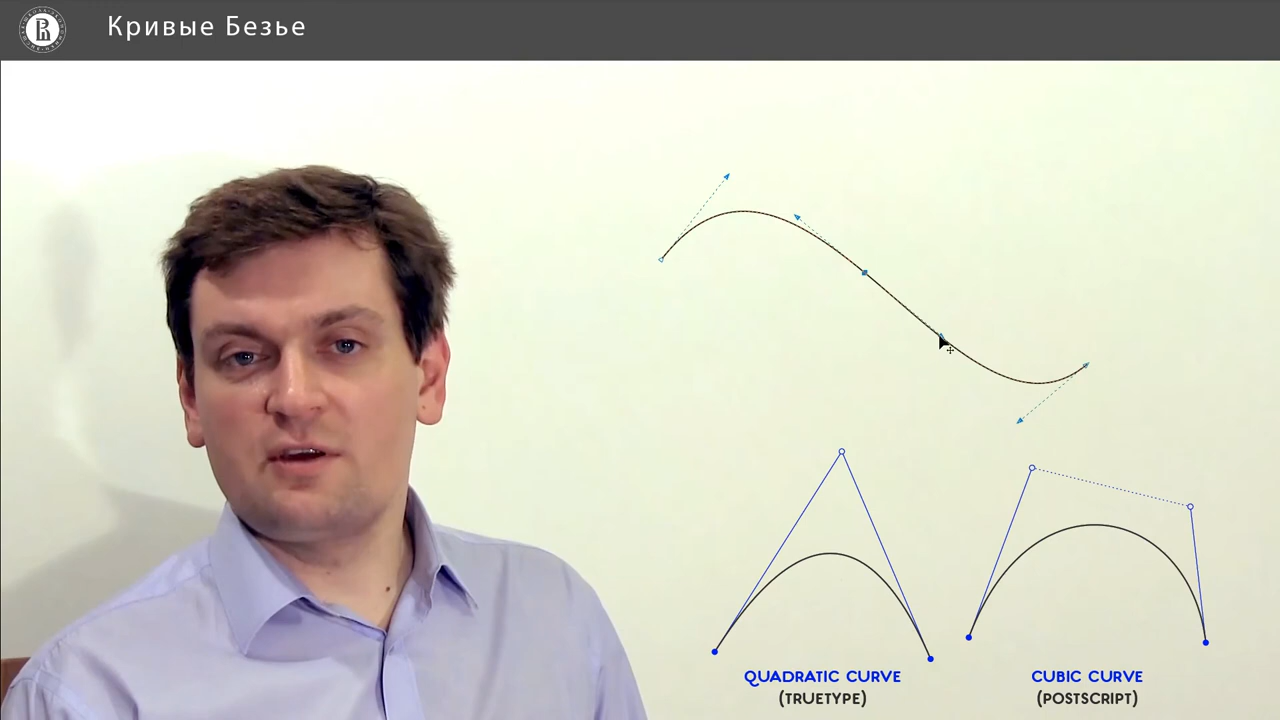 Кривые Безье
QUADRATIC CURVE
(TRUETYPE)
CUBIC CURVE
(POSTSCRIPT)